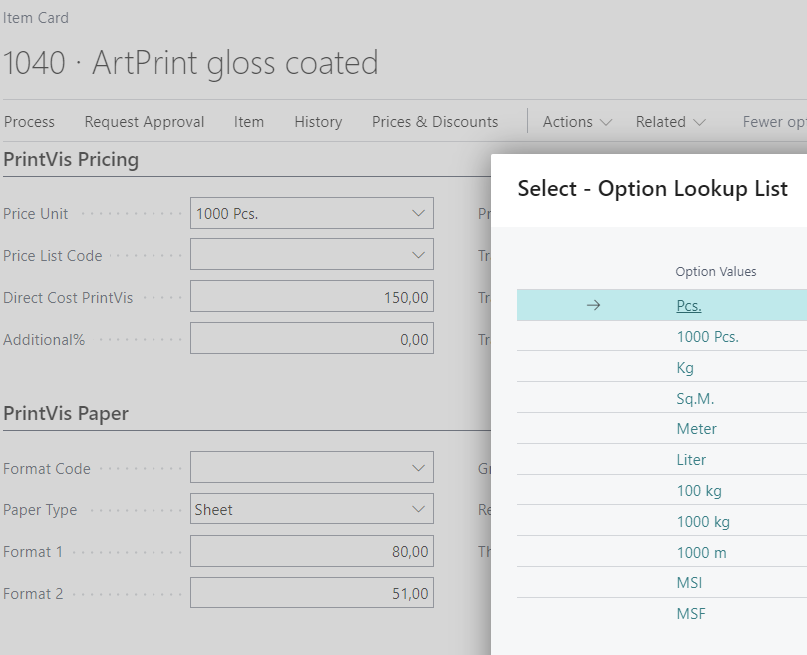 Item Card
1040 · ArtPrint gloss coated
Process Request Approval Item History Prices & Discounts Actions Related Fewer opt
PrintVis Pricing
Price Unit 1000 Pcs. Pr
Price List Code Tr
Direct Cost PrintVis 150,00 Tr
Additional% 0,00 Tr
PrintVis Paper
Format Code Gr
Paper Type Sheet Re
Format 1 80,00 Th
Format 2 51,00
Select - Option Lookup List
Option Values
→ Pcs.
1000 Pcs.
Kg
Sq.M.
Meter
Liter
100 kg
1000 kg
1000 m
MSI
MSF